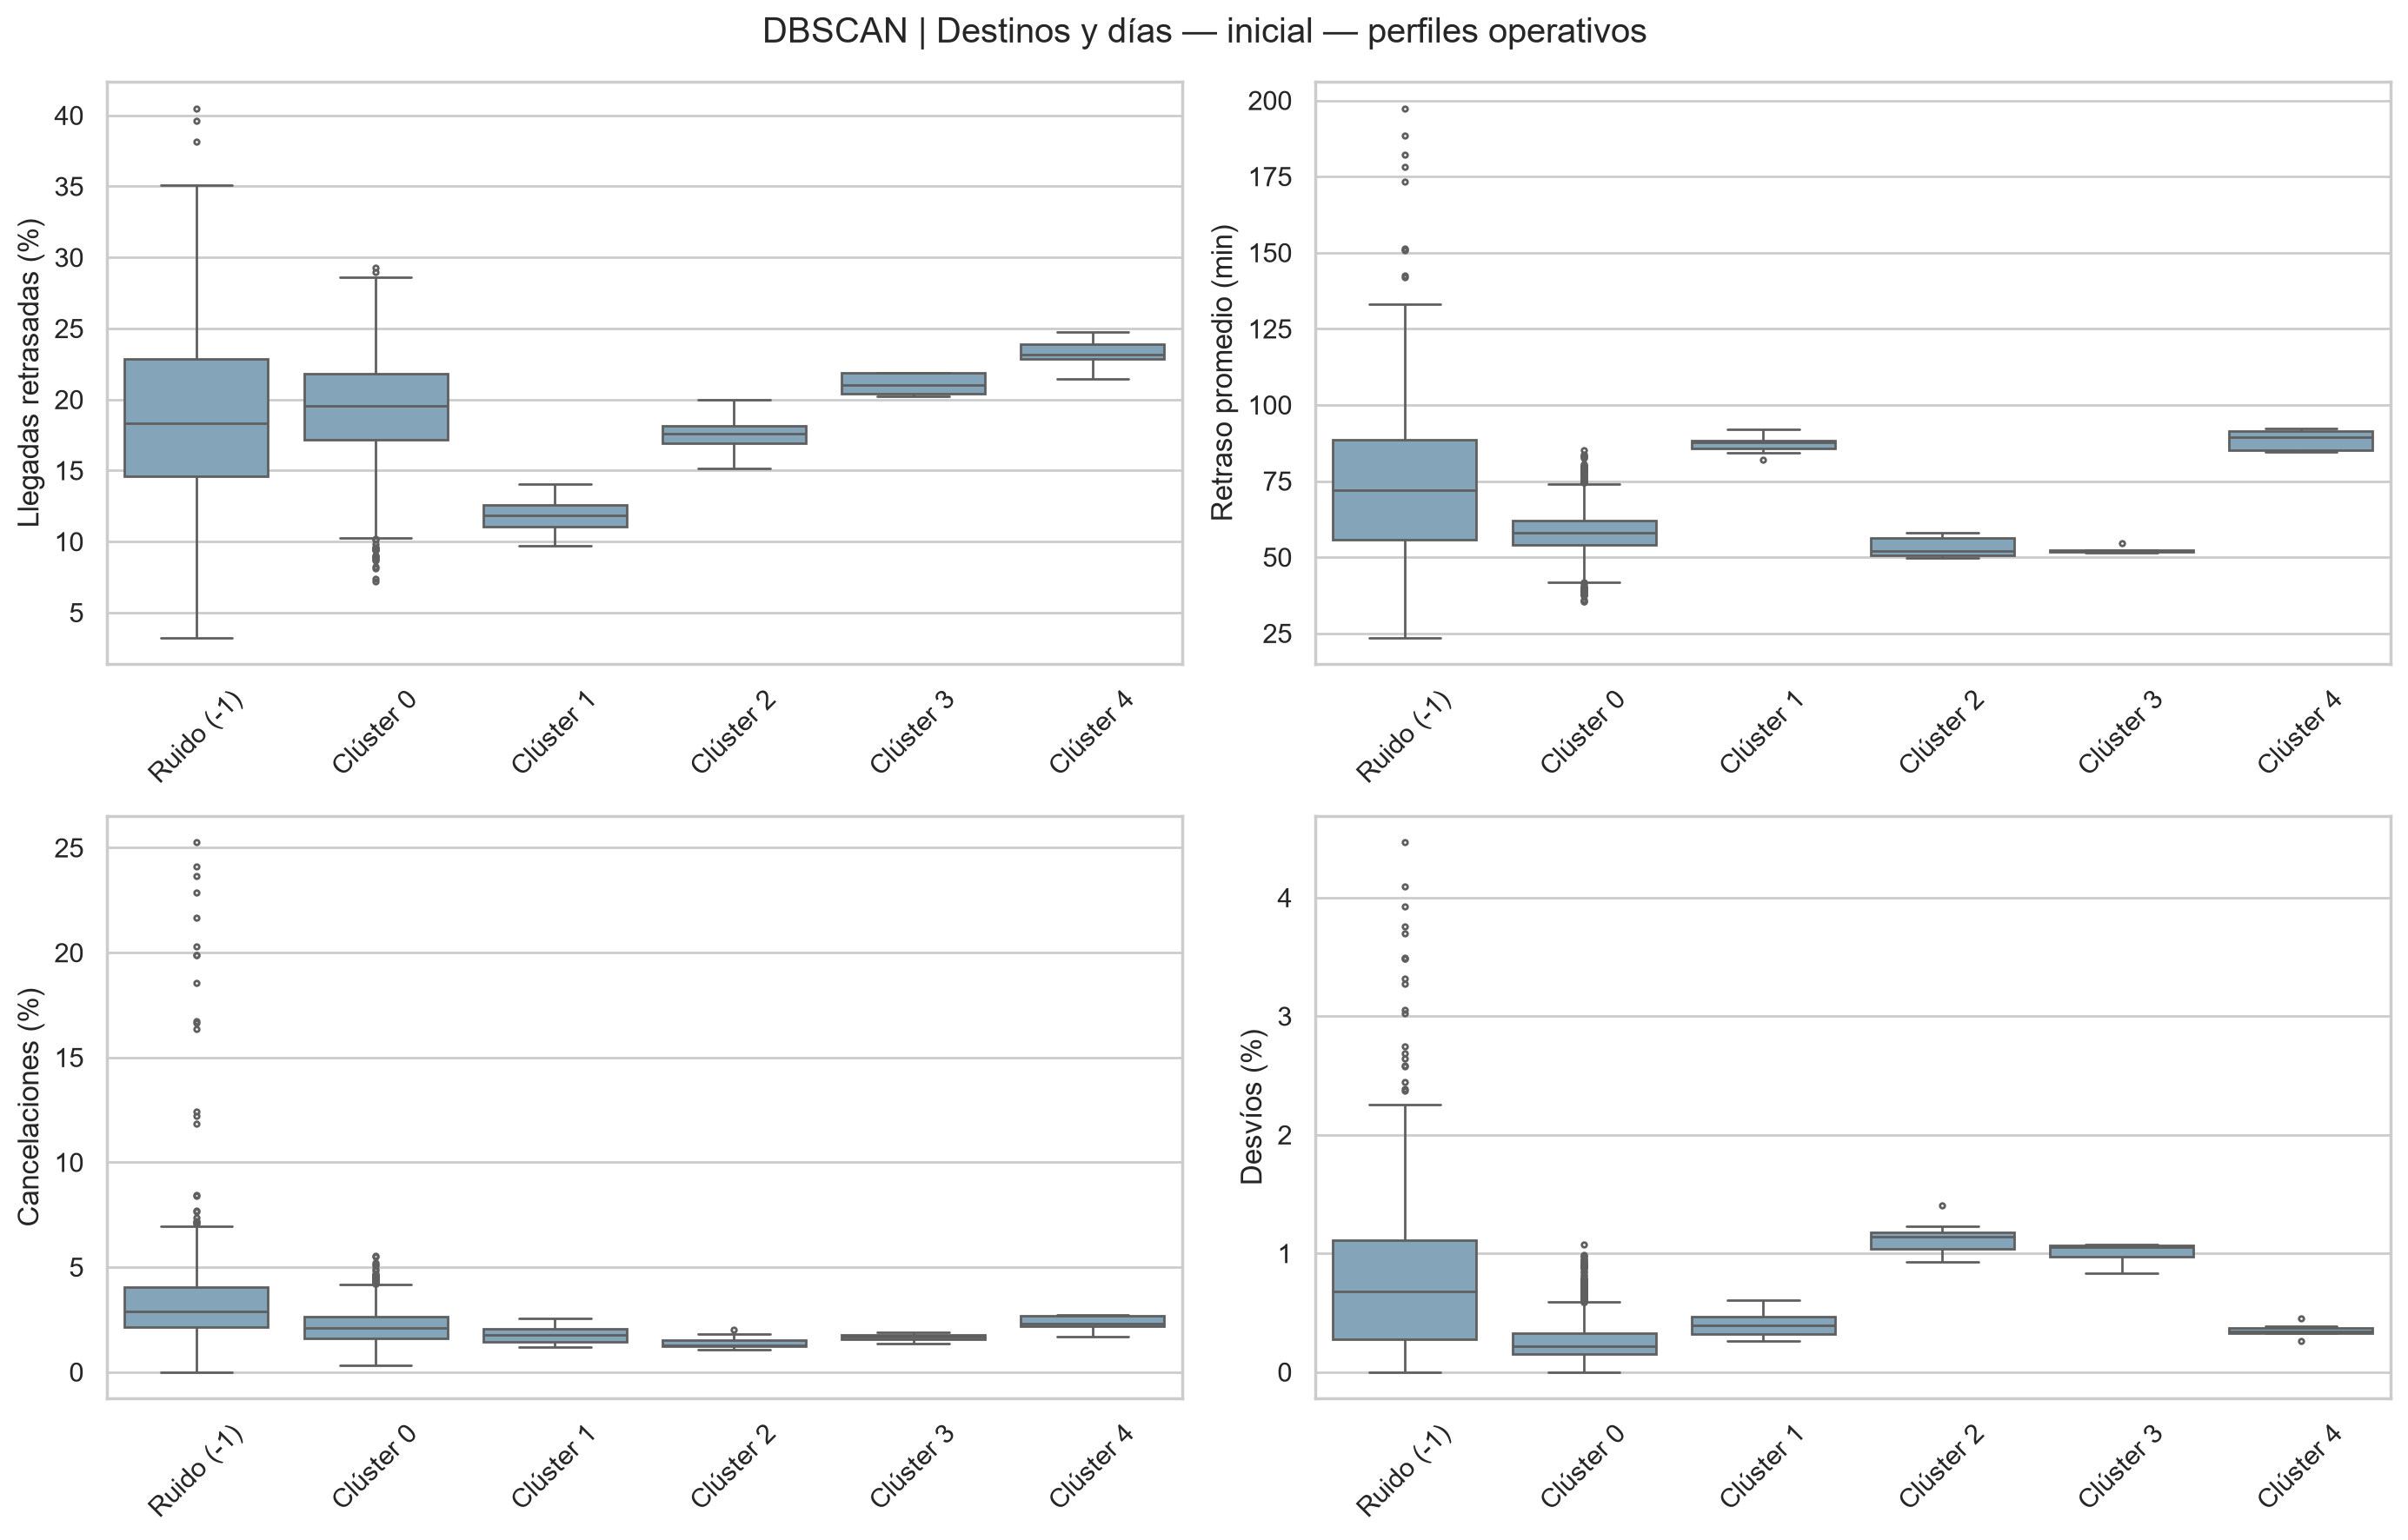 DBSCAN | Destinos y días — inicial — perfiles operativos
Llegadas retrasadas (%)
40
35
30
25
20
15
10
5
Ruido (-1)
Clúster 0
Clúster 1
Clúster 2
Clúster 3
Clúster 4
Retraso promedio (min)
200
175
150
125
100
75
50
25
Ruido (-1)
Clúster 0
Clúster 1
Clúster 2
Clúster 3
Clúster 4
Cancelaciones (%)
25
20
15
10
5
0
Ruido (-1)
Clúster 0
Clúster 1
Clúster 2
Clúster 3
Clúster 4
Desvíos (%)
4
3
2
1
0
Ruido (-1)
Clúster 0
Clúster 1
Clúster 2
Clúster 3
Clúster 4